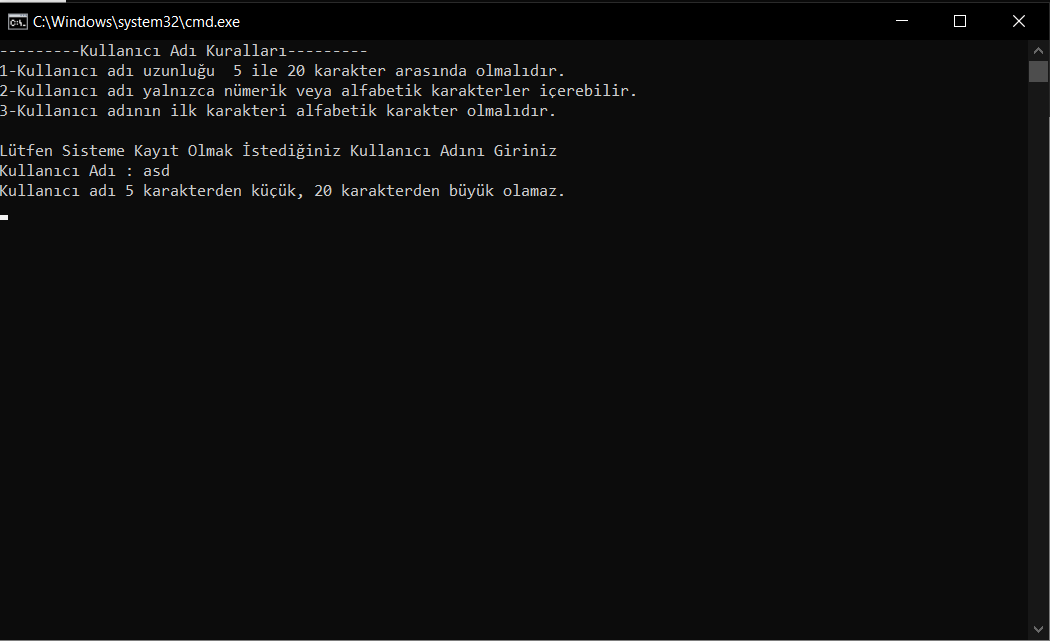 C:\Windows\system32\cmd.exe
---------Kullanıcı Adı Kuralları---------
1-Kullanıcı adı uzunluğu  5 ile 20 karakter arasında olmalıdır.
2-Kullanıcı adı yalnızca nümerik veya alfabetik karakterler içerebilir.
3-Kullanıcı adının ilk karakteri alfabetik karakter olmalıdır.
Lütfen Sisteme Kayıt Olmak İstediğiniz Kullanıcı Adını Giriniz
Kullanıcı Adı : asd
Kullanıcı adı 5 karakterden küçük, 20 karakterden büyük olamaz.